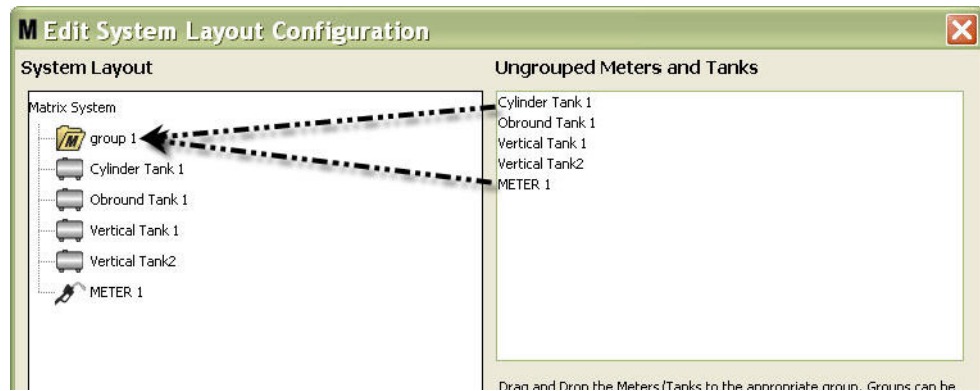 M Edit System Layout Configuration
System Layout
Matrix System
M group 1
Cylinder Tank 1
Obround Tank 1
Vertical Tank 1
Vertical Tank2
METER 1
Ungrouped Meters and Tanks
Cylinder Tank 1
Obround Tank 1
Vertical Tank 1
Vertical Tank2
METER 1
Drag and Drop the Meters/Tanks to the appropriate group. Groups can be